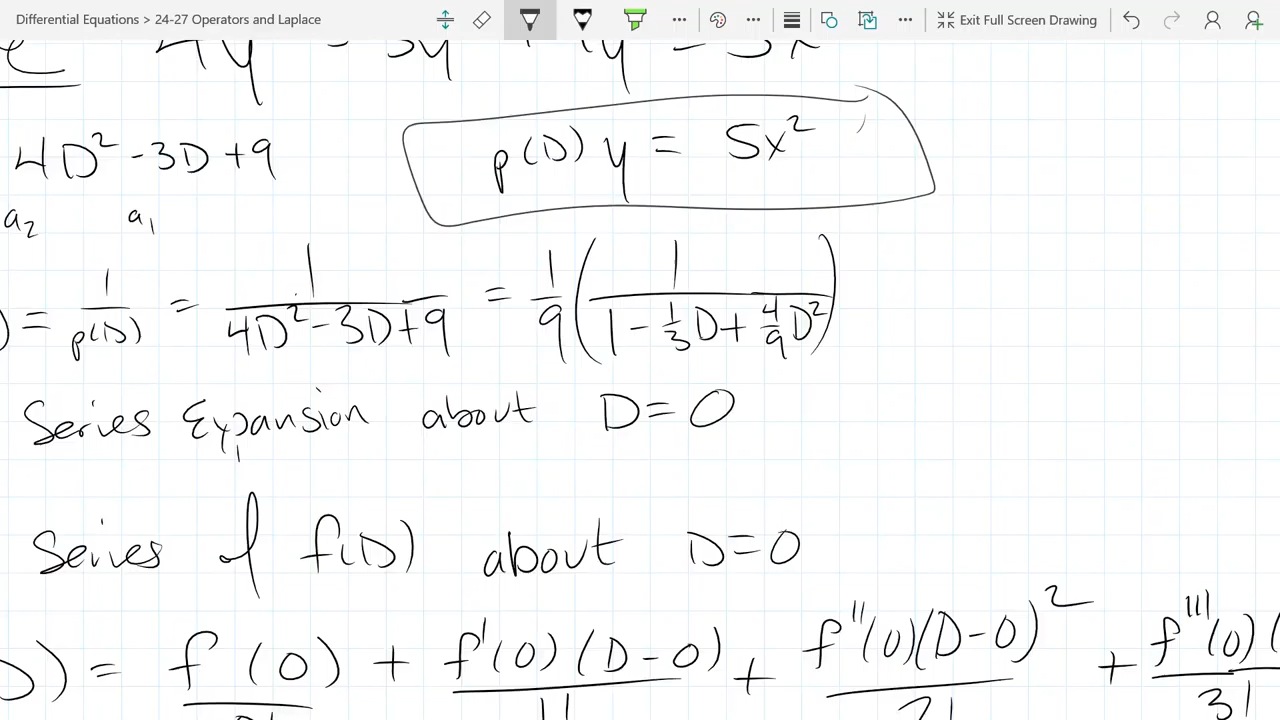 Differential Equations > 24-27 Operators and Laplace
Exit Full Screen Drawing
4D² - 3D + 9
p(D) y = 5x²
a₂ a₁
) = 1/p(D) = 1/(4D² - 3D + 9) = 1/9 (1/(1 - 1/3 D + 4/9 D²))
Series Expansion about D = 0
Series of f(D) about D = 0
D) = f(0) + f'(0)(D-0)/1! + f''(0)(D-0)²/2! + f'''(0)(/3!